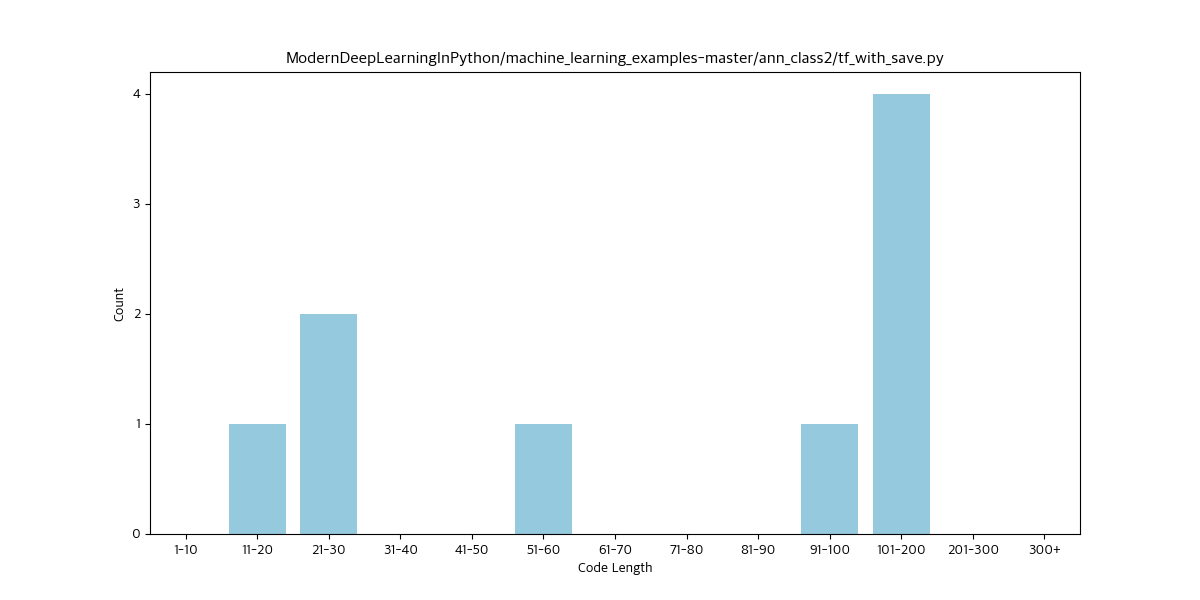 ModernDeepLearningInPython/machine_learning_examples-master/ann_class2/tf_with_save.py
4
3
2
1
0
Count
1-10 11-20 21-30 31-40 41-50 51-60 61-70 71-80 81-90 91-100 101-200 201-300 300+
Code Length